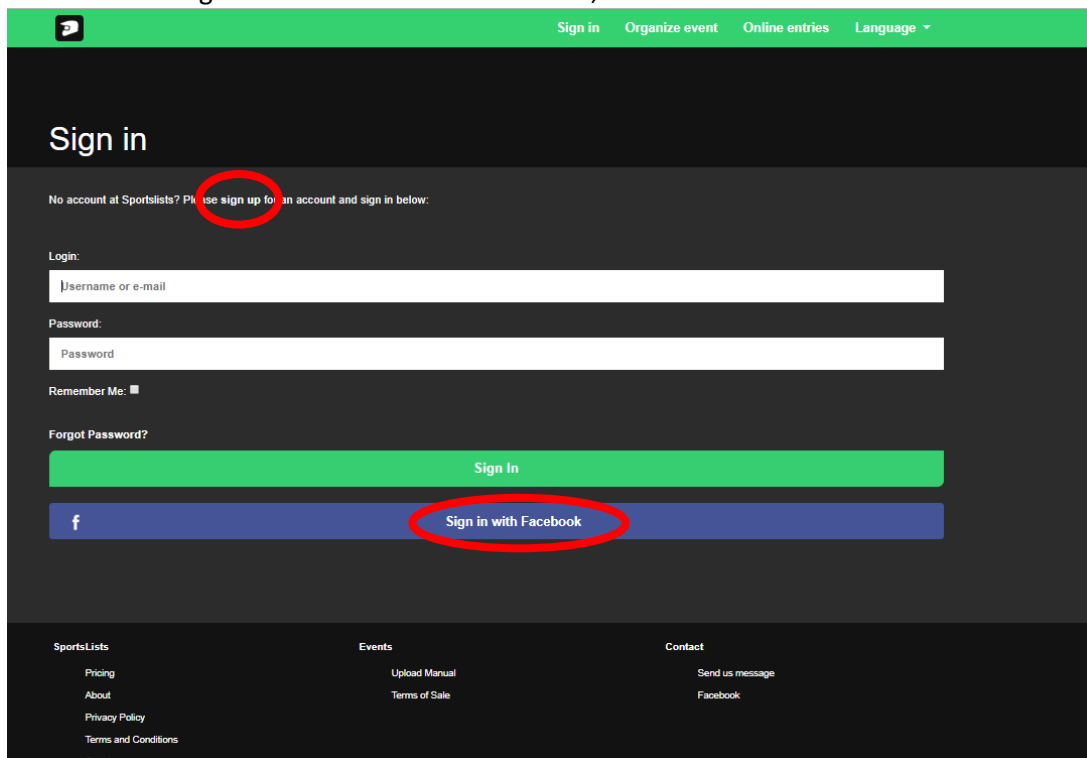 Sign in Organize event Online entries Language
Sign in
No account at Sportslists? Please sign up for an account and sign in below:
Login:
Username or e-mail
Password:
Password
Remember Me:
Forgot Password?
Sign In
f Sign in with Facebook
SportsLists Events Contact
Pricing Upload Manual Send us message
About Terms of Sale Facebook
Privacy Policy
Terms and Conditions